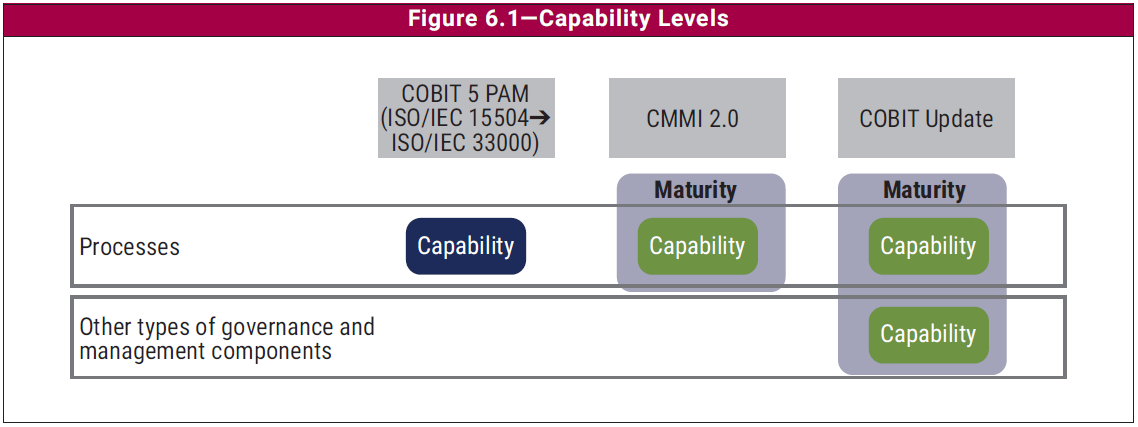 Figure 6.1—Capability Levels
COBIT 5 PAM
(ISO/IEC 15504➔
ISO/IEC 33000)
CMMI 2.0
COBIT Update
Maturity
Maturity
Processes
Capability
Capability
Capability
Other types of governance and
management components
Capability